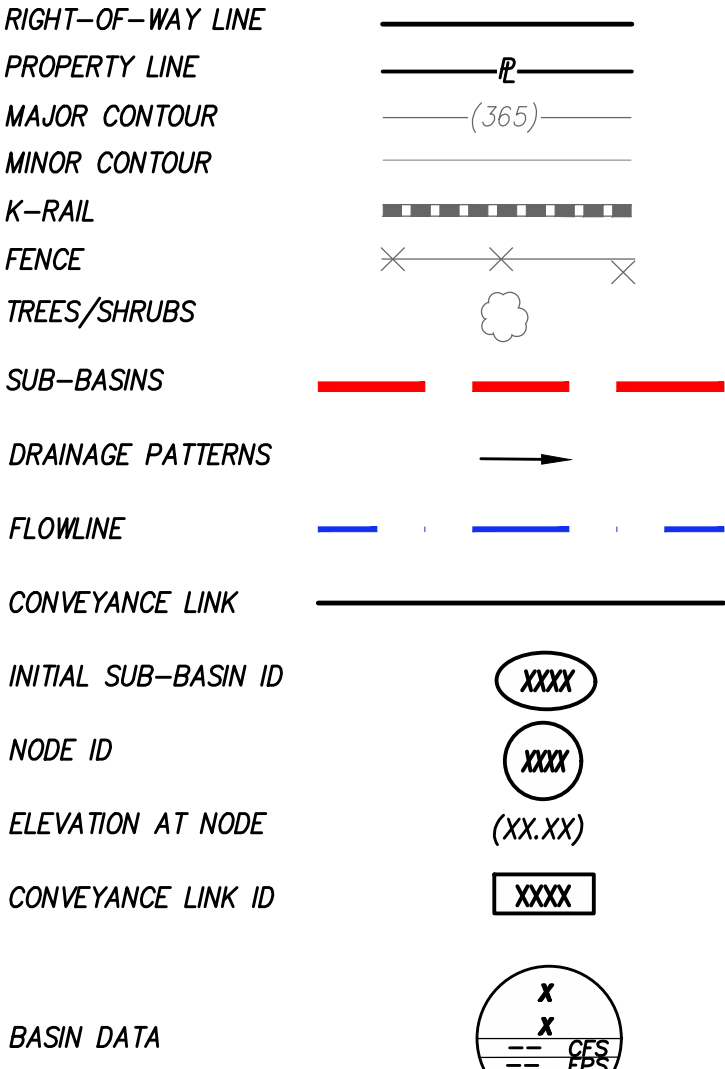 RIGHT-OF-WAY LINE
PROPERTY LINE PL
MAJOR CONTOUR (365)
MINOR CONTOUR
K-RAIL
FENCE
TREES/SHRUBS
SUB-BASINS
DRAINAGE PATTERNS
FLOWLINE
CONVEYANCE LINK
INITIAL SUB-BASIN ID XXXX
NODE ID XXXX
ELEVATION AT NODE (XX.XX)
CONVEYANCE LINK ID XXXX
X
X
BASIN DATA
-- CFS
-- FPS